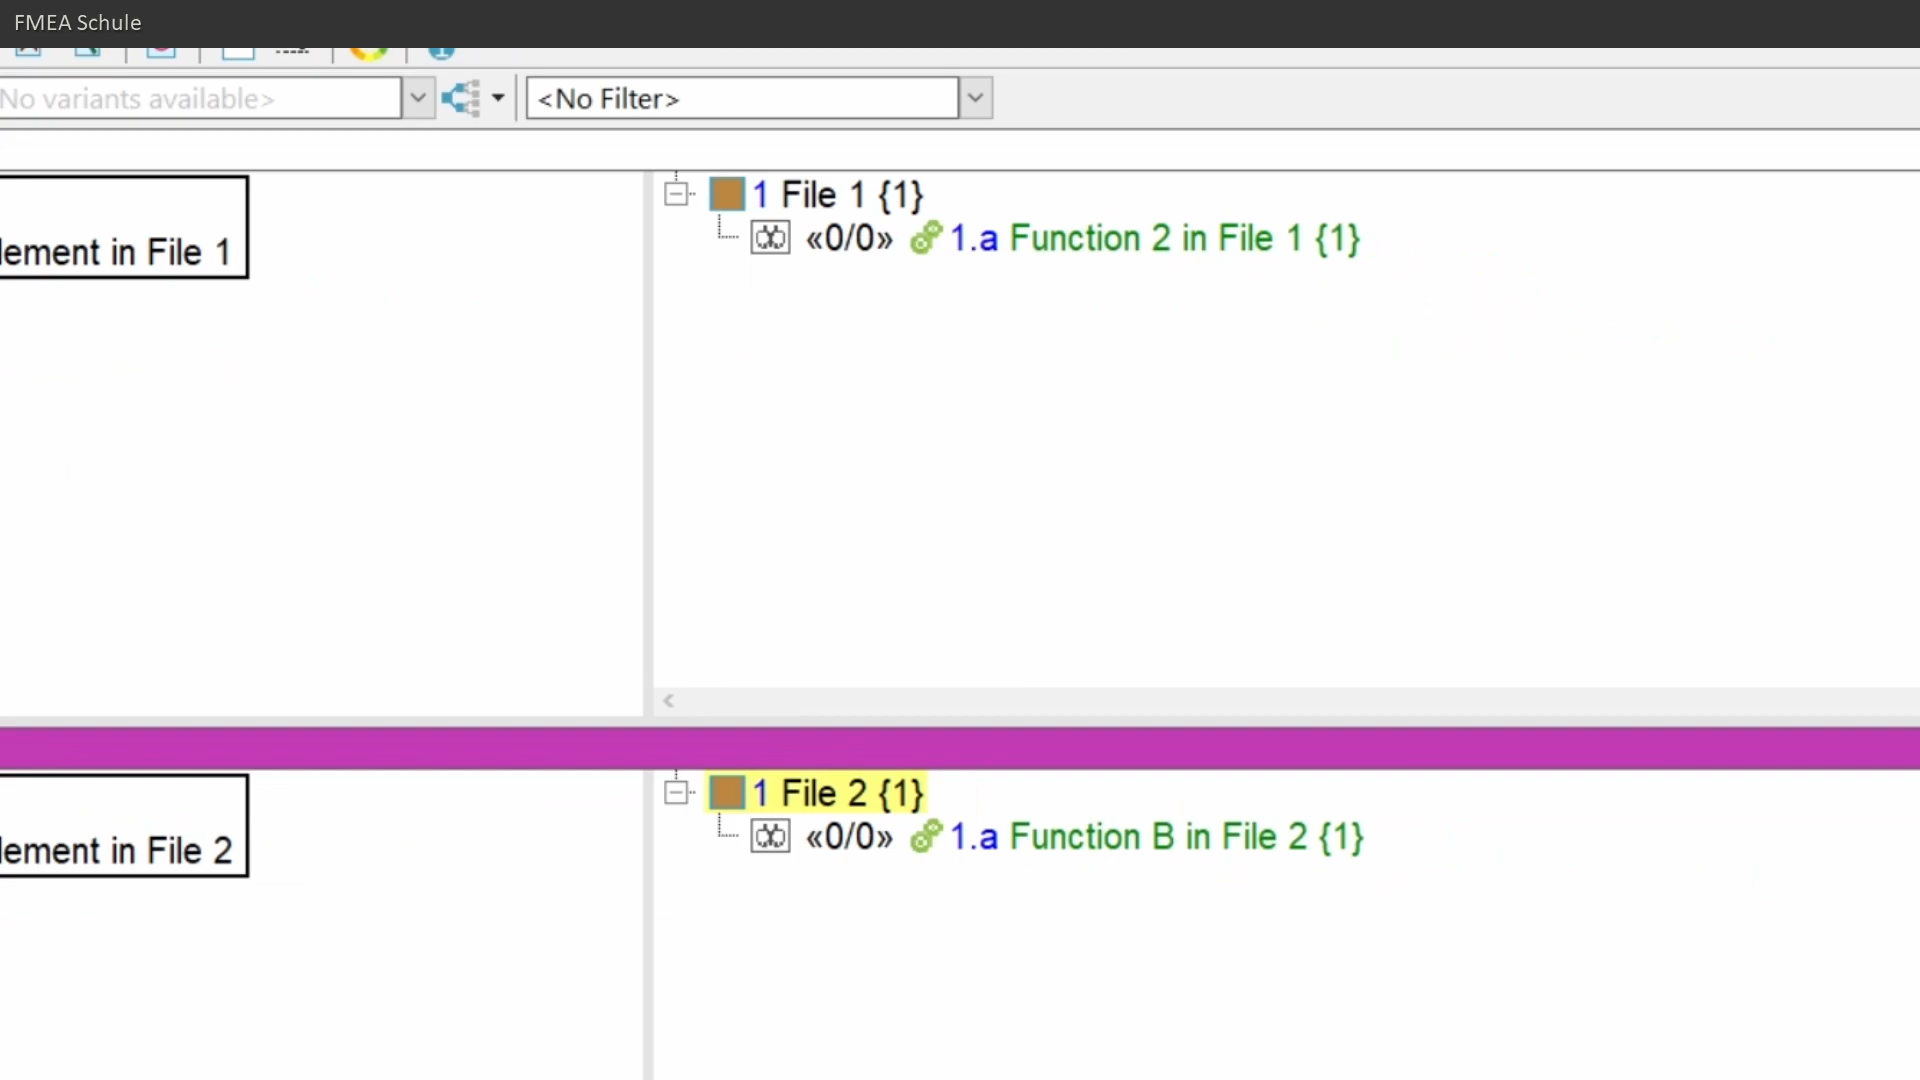 FMEA Schule
No variants available>
<No Filter>
1 File 1 {1}
«0/0» 1.a Function 2 in File 1 {1}
lement in File 1
1 File 2 {1}
«0/0» 1.a Function B in File 2 {1}
lement in File 2